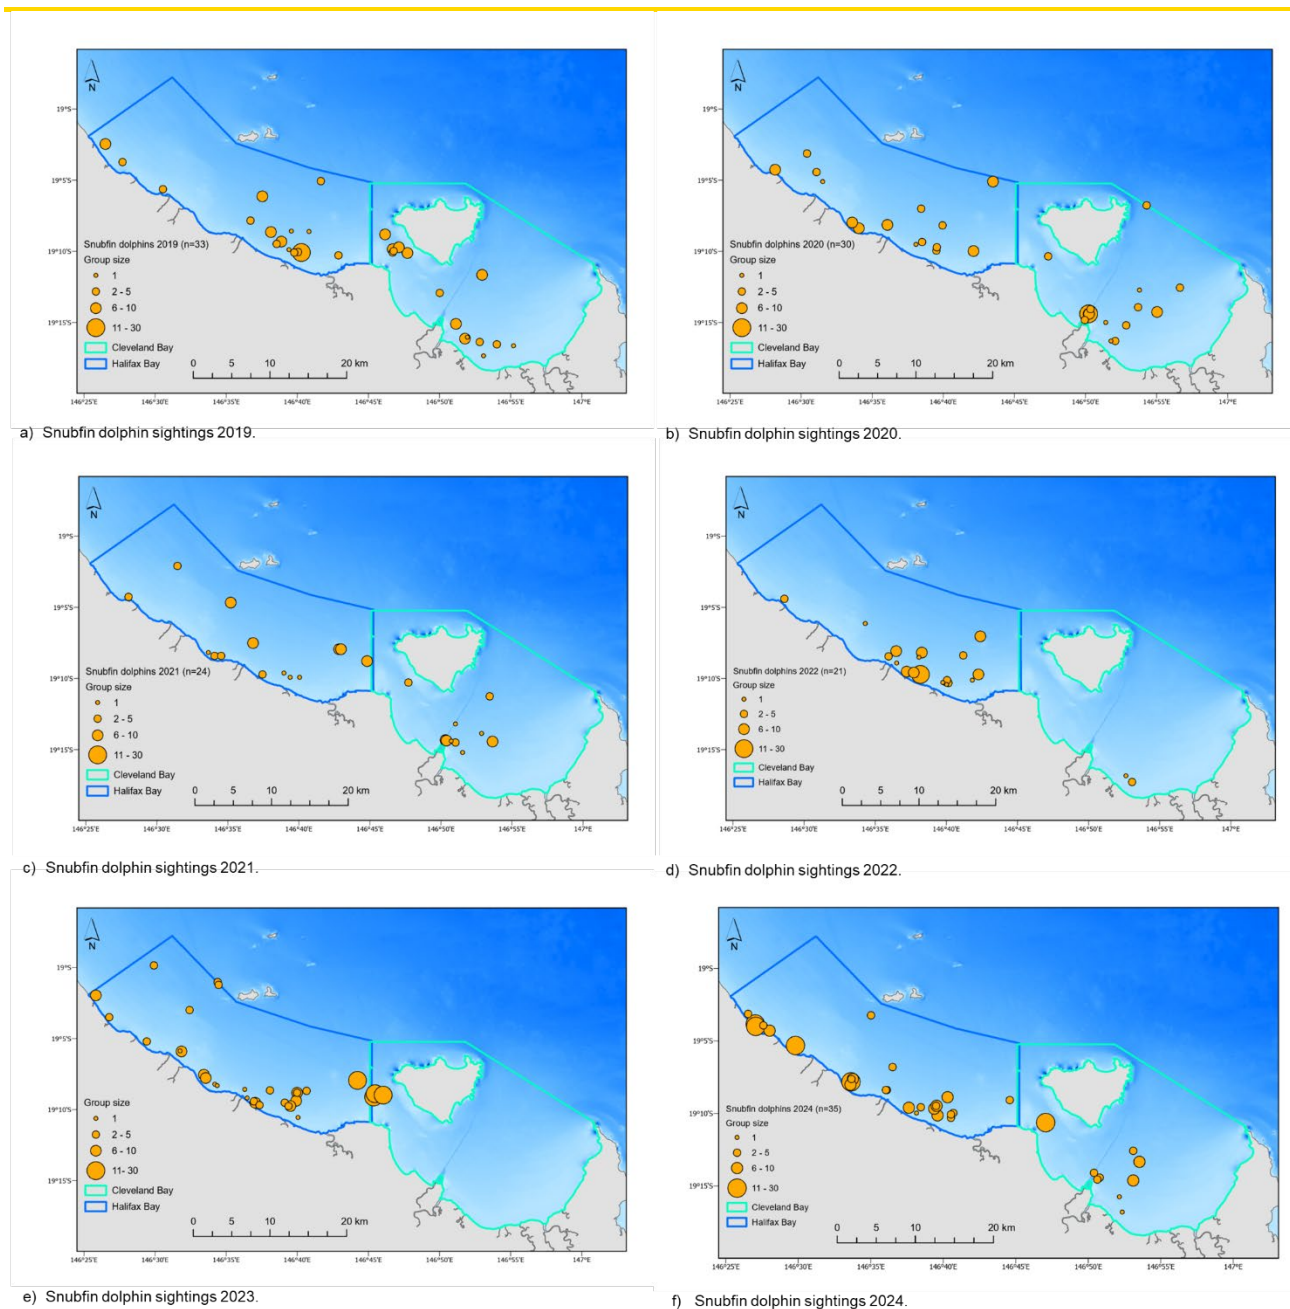 N
19°S
19°5'S
19°10'S
19°15'S
Snubfin dolphins 2019 (n=33)
Group size
1
2 - 5
6 - 10
11 - 30
Cleveland Bay
Halifax Bay
0 5 10 20 km
146°25'E 146°30'E 146°35'E 146°40'E 146°45'E 146°50'E 146°55'E 147°E
a) Snubfin dolphin sightings 2019.
N
19°S
19°5'S
19°10'S
19°15'S
Snubfin dolphins 2020 (n=30)
Group size
1
2 - 5
6 - 10
11 - 30
Cleveland Bay
Halifax Bay
0 5 10 20 km
146°25'E 146°30'E 146°35'E 146°40'E 146°45'E 146°50'E 146°55'E 147°E
b) Snubfin dolphin sightings 2020.
N
19°S
19°5'S
19°10'S
19°15'S
Snubfin dolphins 2021 (n=24)
Group size
1
2 - 5
6 - 10
11 - 30
Cleveland Bay
Halifax Bay
0 5 10 20 km
146°25'E 146°30'E 146°35'E 146°40'E 146°45'E 146°50'E 146°55'E 147°E
c) Snubfin dolphin sightings 2021.
N
19°S
19°5'S
19°10'S
19°15'S
Snubfin dolphins 2022 (n=21)
Group size
1
2 - 5
6 - 10
11 - 30
Cleveland Bay
Halifax Bay
0 5 10 20 km
146°25'E 146°30'E 146°35'E 146°40'E 146°45'E 146°50'E 146°55'E 147°E
d) Snubfin dolphin sightings 2022.
N
19°S
19°5'S
19°10'S
19°15'S
Group size
1
2 - 5
6 - 10
11- 30
Cleveland Bay
Halifax Bay
0 5 10 20 km
146°25'E 146°30'E 146°35'E 146°40'E 146°45'E 146°50'E 146°55'E 147°E
e) Snubfin dolphin sightings 2023.
N
19°S
19°5'S
19°10'S
19°15'S
Snubfin dolphins 2024 (n=35)
Group size
1
2 - 5
6 - 10
11 - 30
Cleveland Bay
Halifax Bay
0 5 10 20 km
146°25'E 146°30'E 146°35'E 146°40'E 146°45'E 146°50'E 146°55'E 147°E
f) Snubfin dolphin sightings 2024.